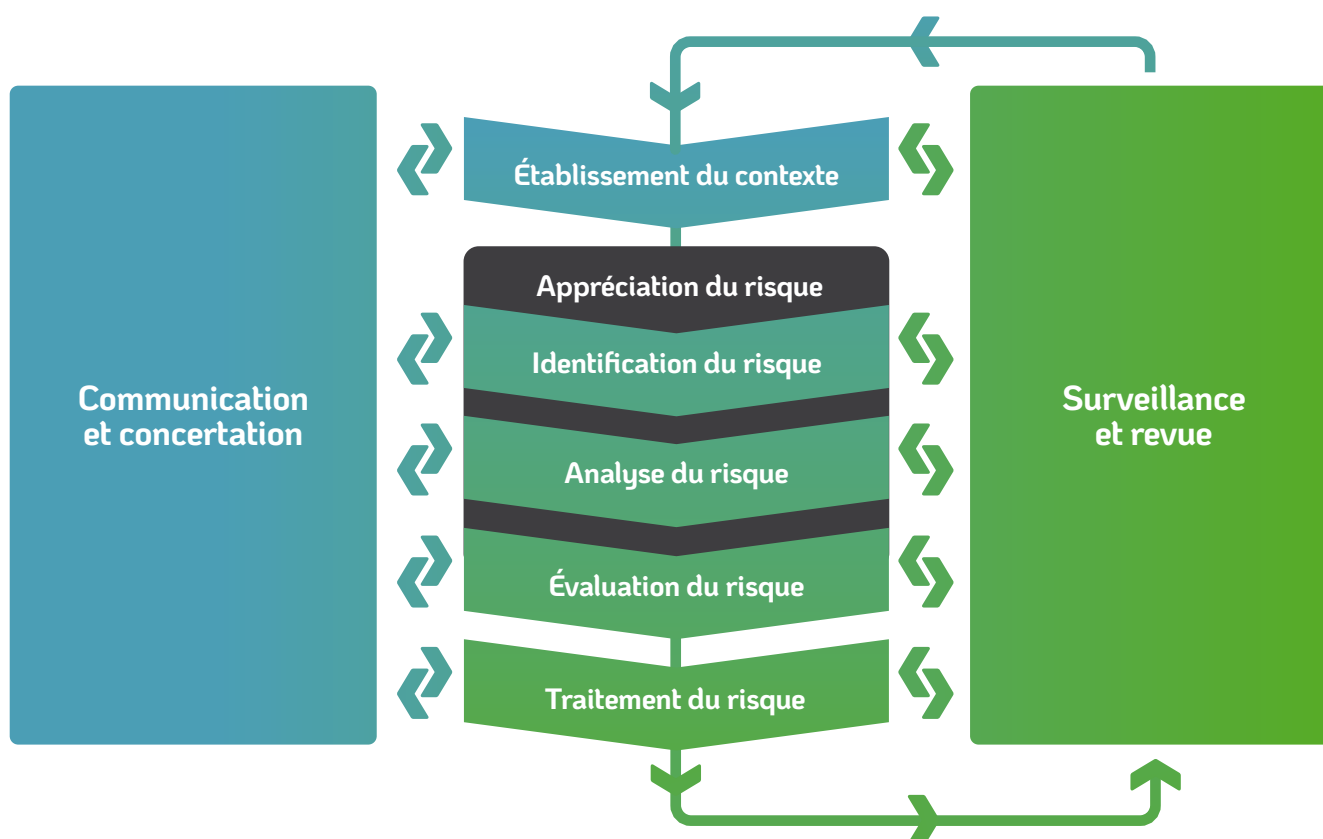 Établissement du contexte
Appréciation du risque
Identification du risque
Communication
et concertation
Surveillance
et revue
Analyse du risque
Évaluation du risque
Traitement du risque